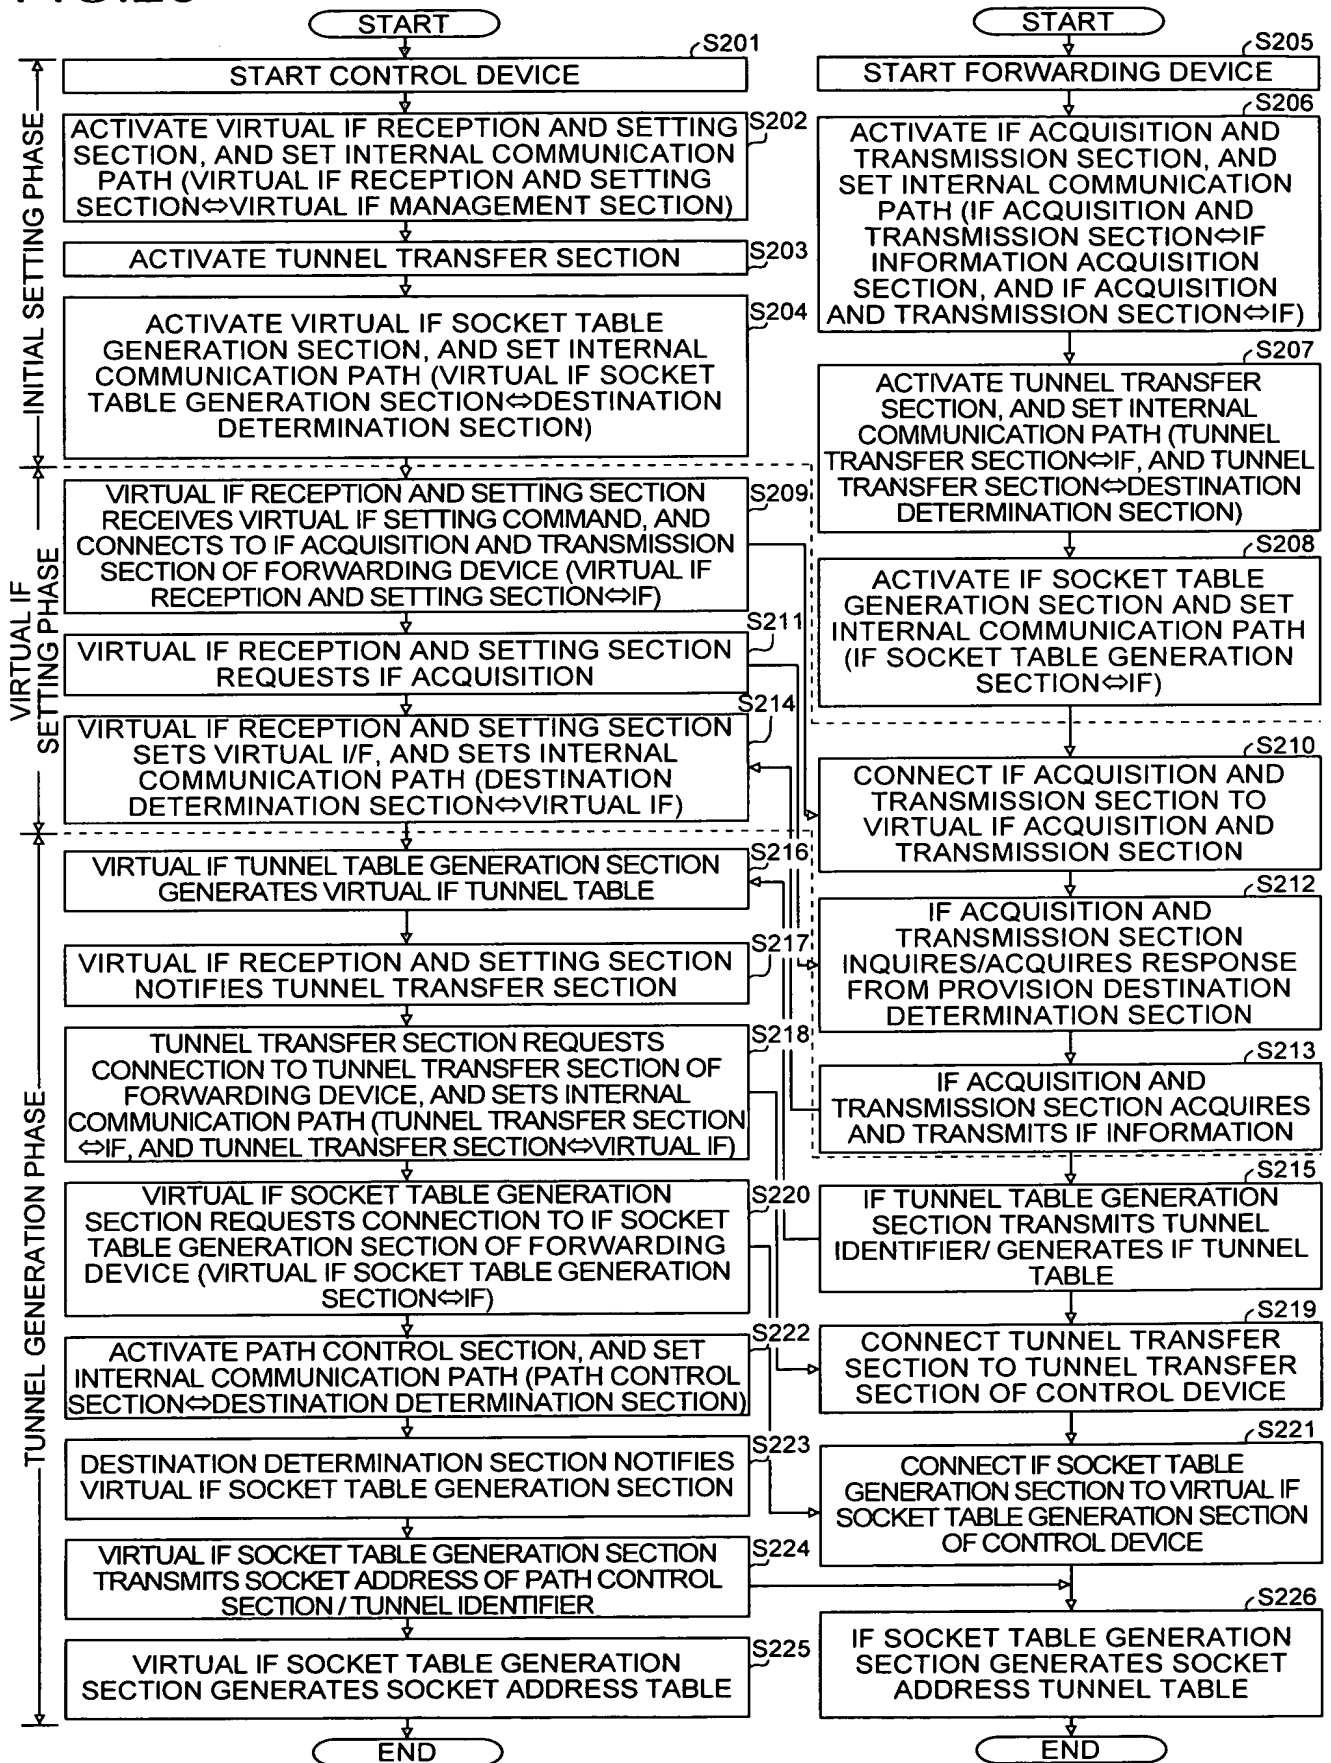 START
S201
START CONTROL DEVICE
S202
ACTIVATE VIRTUAL IF RECEPTION AND SETTING
SECTION, AND SET INTERNAL COMMUNICATION
PATH (VIRTUAL IF RECEPTION AND SETTING
SECTION⇔VIRTUAL IF MANAGEMENT SECTION)
ACTIVATE TUNNEL TRANSFER SECTION
S203
S204
ACTIVATE VIRTUAL IF SOCKET TABLE
GENERATION SECTION, AND SET INTERNAL
COMMUNICATION PATH (VIRTUAL IF SOCKET
TABLE GENERATION SECTION⇔DESTINATION
DETERMINATION SECTION)
INITIAL SETTING PHASE
S209
VIRTUAL IF RECEPTION AND SETTING SECTION
RECEIVES VIRTUAL IF SETTING COMMAND, AND
CONNECTS TO IF ACQUISITION AND TRANSMISSION
SECTION OF FORWARDING DEVICE (VIRTUAL IF
RECEPTION AND SETTING SECTION⇔IF)
S211
VIRTUAL IF RECEPTION AND SETTING SECTION
REQUESTS IF ACQUISITION
S214
VIRTUAL IF RECEPTION AND SETTING SECTION
SETS VIRTUAL I/F, AND SETS INTERNAL
COMMUNICATION PATH (DESTINATION
DETERMINATION SECTION⇔VIRTUAL IF)
VIRTUAL IF
SETTING PHASE
S216
VIRTUAL IF TUNNEL TABLE GENERATION SECTION
GENERATES VIRTUAL IF TUNNEL TABLE
S217
VIRTUAL IF RECEPTION AND SETTING SECTION
NOTIFIES TUNNEL TRANSFER SECTION
S218
TUNNEL TRANSFER SECTION REQUESTS
CONNECTION TO TUNNEL TRANSFER SECTION OF
FORWARDING DEVICE, AND SETS INTERNAL
COMMUNICATION PATH (TUNNEL TRANSFER SECTION
⇔IF, AND TUNNEL TRANSFER SECTION⇔VIRTUAL IF)
S220
VIRTUAL IF SOCKET TABLE GENERATION
SECTION REQUESTS CONNECTION TO IF SOCKET
TABLE GENERATION SECTION OF FORWARDING
DEVICE (VIRTUAL IF SOCKET TABLE GENERATION
SECTION⇔IF)
S222
ACTIVATE PATH CONTROL SECTION, AND SET
INTERNAL COMMUNICATION PATH (PATH CONTROL
SECTION⇔DESTINATION DETERMINATION SECTION)
S223
DESTINATION DETERMINATION SECTION NOTIFIES
VIRTUAL IF SOCKET TABLE GENERATION SECTION
S224
VIRTUAL IF SOCKET TABLE GENERATION SECTION
TRANSMITS SOCKET ADDRESS OF PATH CONTROL
SECTION / TUNNEL IDENTIFIER
S225
VIRTUAL IF SOCKET TABLE GENERATION
SECTION GENERATES SOCKET ADDRESS TABLE
TUNNEL GENERATION PHASE
END
START
S205
START FORWARDING DEVICE
S206
ACTIVATE IF ACQUISITION AND
TRANSMISSION SECTION, AND
SET INTERNAL COMMUNICATION
PATH (IF ACQUISITION AND
TRANSMISSION SECTION⇔IF
INFORMATION ACQUISITION
SECTION, AND IF ACQUISITION
AND TRANSMISSION SECTION⇔IF)
S207
ACTIVATE TUNNEL TRANSFER
SECTION, AND SET INTERNAL
COMMUNICATION PATH (TUNNEL
TRANSFER SECTION⇔IF, AND TUNNEL
TRANSFER SECTION⇔DESTINATION
DETERMINATION SECTION)
S208
ACTIVATE IF SOCKET TABLE
GENERATION SECTION AND SET
INTERNAL COMMUNICATION PATH
(IF SOCKET TABLE GENERATION
SECTION⇔IF)
S210
CONNECT IF ACQUISITION AND
TRANSMISSION SECTION TO
VIRTUAL IF ACQUISITION AND
TRANSMISSION SECTION
S212
IF ACQUISITION AND
TRANSMISSION SECTION
INQUIRES/ACQUIRES RESPONSE
FROM PROVISION DESTINATION
DETERMINATION SECTION
S213
IF ACQUISITION AND
TRANSMISSION SECTION ACQUIRES
AND TRANSMITS IF INFORMATION
S215
IF TUNNEL TABLE GENERATION
SECTION TRANSMITS TUNNEL
IDENTIFIER/ GENERATES IF TUNNEL
TABLE
S219
CONNECT TUNNEL TRANSFER
SECTION TO TUNNEL TRANSFER
SECTION OF CONTROL DEVICE
S221
CONNECT IF SOCKET TABLE
GENERATION SECTION TO VIRTUAL IF
SOCKET TABLE GENERATION SECTION
OF CONTROL DEVICE
S226
IF SOCKET TABLE GENERATION
SECTION GENERATES SOCKET
ADDRESS TUNNEL TABLE
END